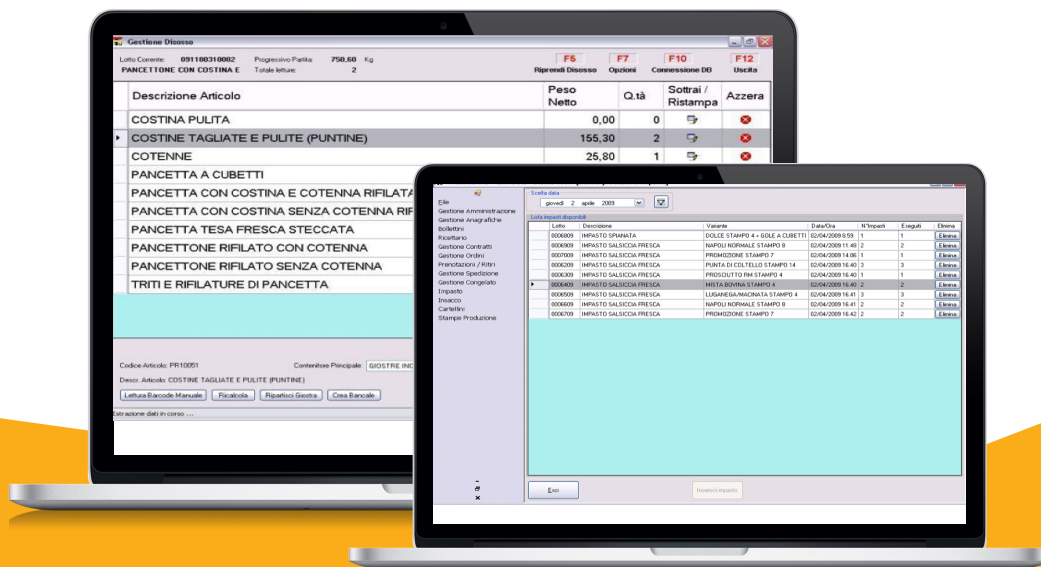 Gestione Disosso
Lotto Corrente: 091180310002 Progressivo Partita: 750,60 Kg
PANCETTONE CON COSTINA E Totale letture: 2
F5 F7 F10 F12
Riprendi Disosso Opzioni Connessione DB Uscita
Descrizione Articolo Peso Netto Q.tà Sottrai / Ristampa Azzera
COSTINA PULITA 0,00 0
COSTINE TAGLIATE E PULITE (PUNTINE) 155,30 2
COTENNE 25,80 1
PANCETTA A CUBETTI
PANCETTA CON COSTINA E COTENNA RIFILATA
PANCETTA CON COSTINA SENZA COTENNA RIF
PANCETTA TESA FRESCA STECCATA
PANCETTONE RIFILATO CON COTENNA
PANCETTONE RIFILATO SENZA COTENNA
TRITI E RIFILATURE DI PANCETTA
Codice Articolo: PR10051 Contenitore Principale: GIOSTRE INC
Descr. Articolo: COSTINE TAGLIATE E PULITE (PUNTINE)
Lettura Barcode Manuale Ricalcola Ripartisci Giostra Crea Bancale
Estrazione dati in corso ...
File
Gestione Amministrazione
Gestione Anagrafiche
Bollettini
Ricettario
Gestione Contratti
Gestione Ordini
Prenotazioni / Ritiri
Gestione Spedizione
Gestione Congelato
Impasto
Insacco
Cartellini
Stampe Produzione
Scelta data
giovedì 2 aprile 2009
Lista impasti disponibili
Lotto Descrizione Variante Data/Ora N°Impasti Eseguiti Elimina
0006809 IMPASTO SPIANATA DOLCE STAMPO 4 + GOLE A CUBETTI 02/04/2009 8.59 1 1 Elimina
0006909 IMPASTO SALSICCIA FRESCA NAPOLI NORMALE STAMPO 8 02/04/2009 11.48 2 2 Elimina
0007009 IMPASTO SALSICCIA FRESCA PROMOZIONE STAMPO 7 02/04/2009 14.06 1 1 Elimina
0006209 IMPASTO SALSICCIA FRESCA PUNTA DI COLTELLO STAMPO 14 02/04/2009 16.40 3 3 Elimina
0006309 IMPASTO SALSICCIA FRESCA PROSCIUTTO RM STAMPO 4 02/04/2009 16.40 1 1 Elimina
0006409 IMPASTO SALSICCIA FRESCA MISTA BOVINA STAMPO 4 02/04/2009 16.40 2 2 Elimina
0006509 IMPASTO SALSICCIA FRESCA LUGANEGA/MACINATA STAMPO 4 02/04/2009 16.41 3 3 Elimina
0006609 IMPASTO SALSICCIA FRESCA NAPOLI NORMALE STAMPO 8 02/04/2009 16.41 2 2 Elimina
0006709 IMPASTO SALSICCIA FRESCA PROMOZIONE STAMPO 7 02/04/2009 16.42 2 2 Elimina
Esci Inserisci impasto